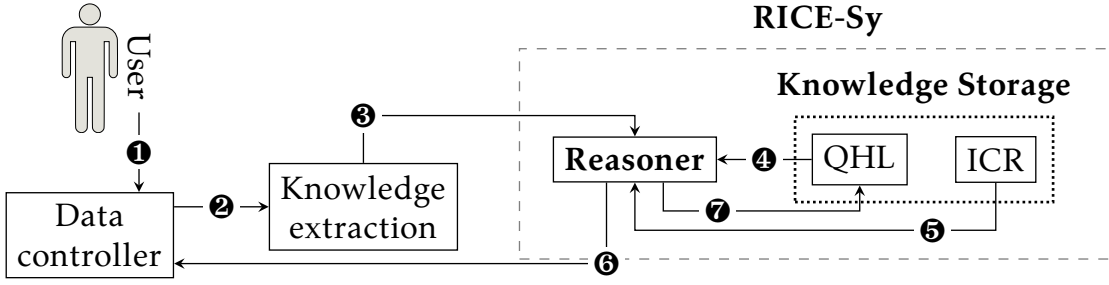 RICE-Sy
User
Knowledge Storage
❸
❶
Reasoner
❹
QHL
ICR
Knowledge
extraction
❷
❼
Data
controller
❺
❻